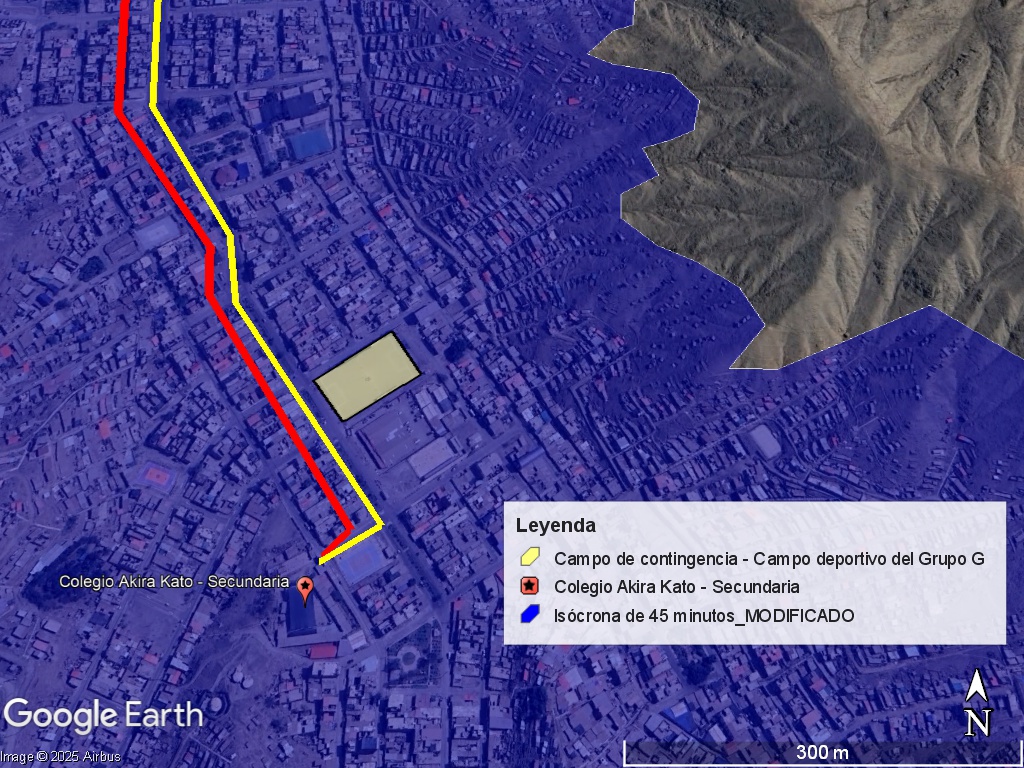 Colegio Akira Kato - Secundaria
Leyenda
Campo de contingencia - Campo deportivo del Grupo G
Colegio Akira Kato - Secundaria
Isócrona de 45 minutos_MODIFICADO
Google Earth
N
Image © 2025 Airbus
300 m